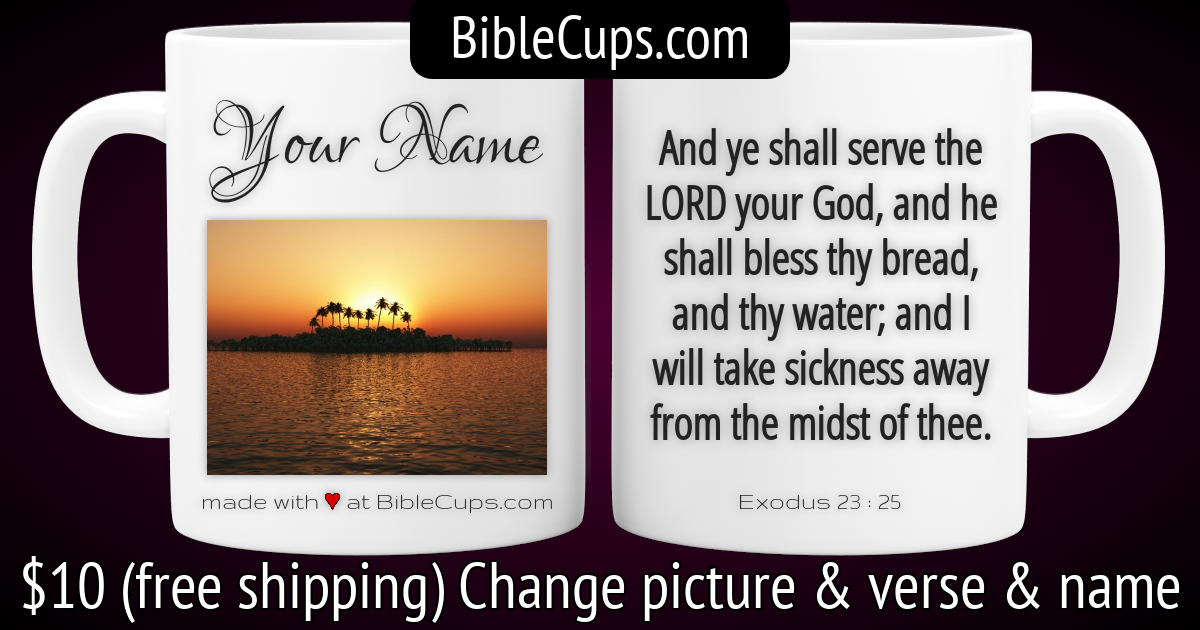 BibleCups.com
Your Name
made with ♥ at BibleCups.com
And ye shall serve the
LORD your God, and he
shall bless thy bread,
and thy water; and I
will take sickness away
from the midst of thee.
Exodus 23 : 25
$10 (free shipping) Change picture & verse & name